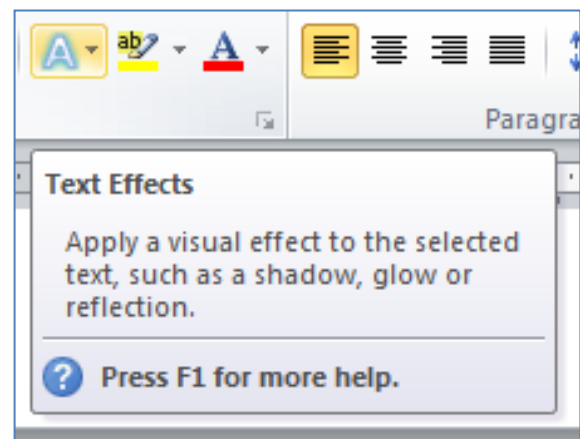 A ab A
Paragra
Text Effects
Apply a visual effect to the selected
text, such as a shadow, glow or
reflection.
? Press F1 for more help.